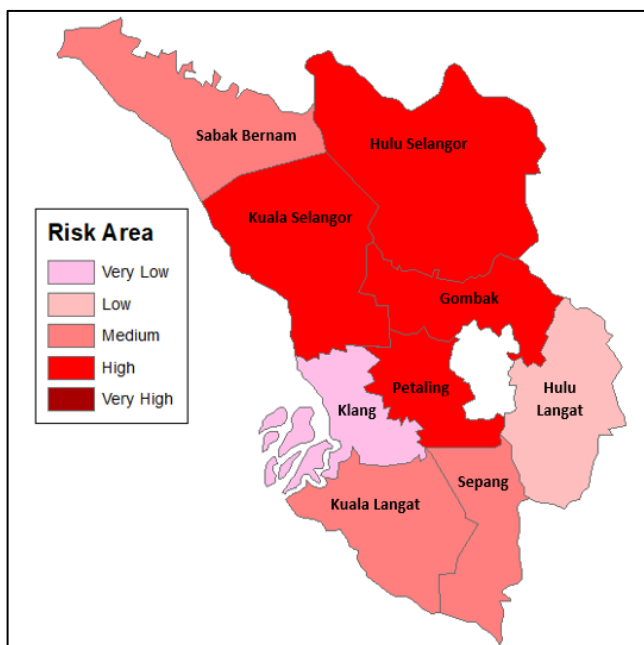 Sabak Bernam
Hulu Selangor
Kuala Selangor
Risk Area
Very Low
Low
Medium
High
Very High
Gombak
Petaling
Hulu
Langat
Klang
Sepang
Kuala Langat